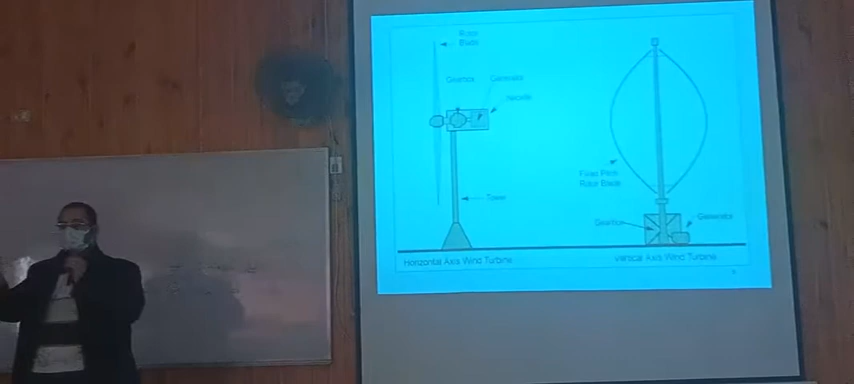 Rotor
Blade
Gearbox
Generator
Nacelle
Tower
Horizontal Axis Wind Turbine
Fixed Pitch
Rotor Blade
Gearbox
Generator
Vertical Axis Wind Turbine